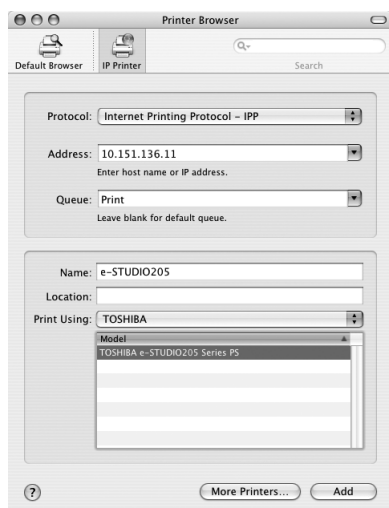 Printer Browser
Default Browser
IP Printer
Q-
Search
Protocol: Internet Printing Protocol – IPP
Address: 10.151.136.11
Enter host name or IP address.
Queue: Print
Leave blank for default queue.
Name: e-STUDIO205
Location:
Print Using: TOSHIBA
Model
TOSHIBA e-STUDIO205 Series PS
?
More Printers...
Add